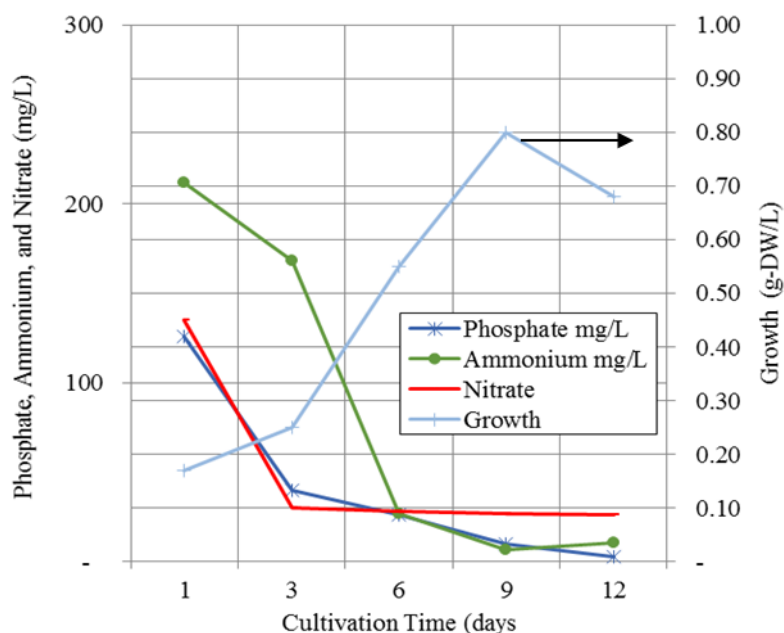 Phosphate, Ammonium, and Nitrate (mg/L)
300
200
100
-
1.00
0.90
0.80
0.70
0.60
0.50
0.40
0.30
0.20
0.10
-
Growth (g-DW/L)
Phosphate mg/L
Ammonium mg/L
Nitrate
Growth
1 3 6 9 12
Cultivation Time (days